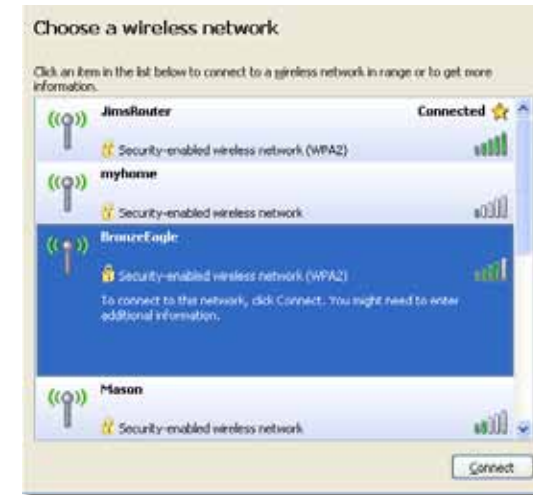 Choose a wireless network
Click an item in the list below to connect to a wireless network in range or to get more
information.
JimsRouter Connected
Security-enabled wireless network (WPA2)
myhome
Security-enabled wireless network
BronzeEagle
Security-enabled wireless network (WPA2)
To connect to this network, click Connect. You might need to enter
additional information.
Mason
Security-enabled wireless network
Connect